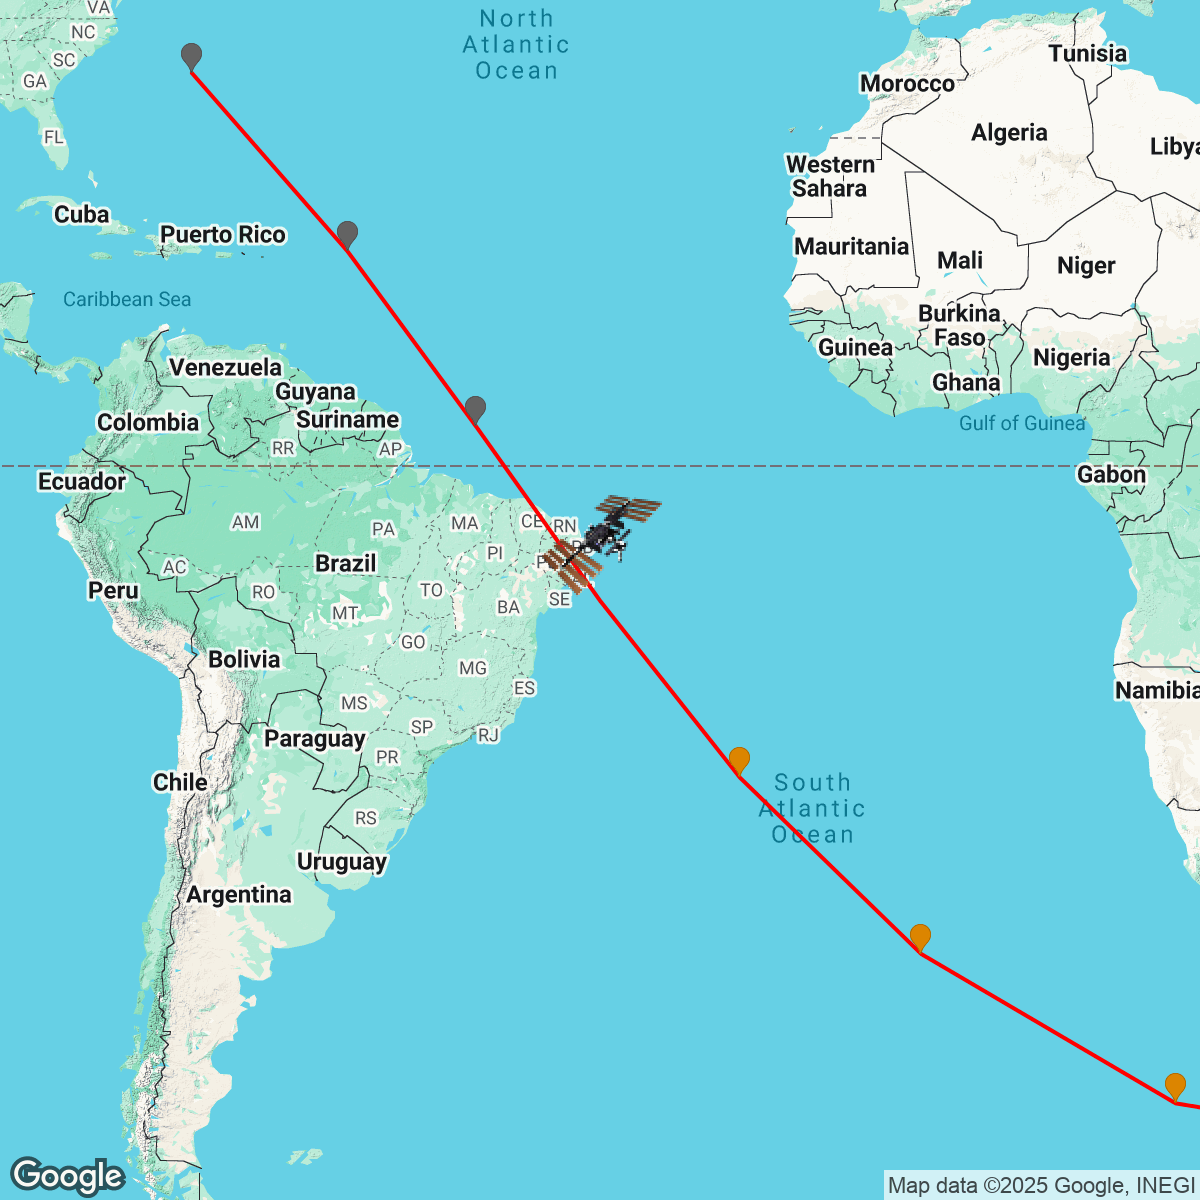 VA
NC
SC
GA
FL
North
Atlantic
Ocean
Tunisia
Morocco
Algeria
Libya
Western
Sahara
Cuba
Puerto Rico
Mauritania
Mali
Niger
Caribbean Sea
Burkina
Faso
Guinea
Nigeria
Venezuela
Guyana
Ghana
Colombia
Suriname
Gulf of Guinea
RR
AP
Ecuador
Gabon
AM
PA
MA
CE
RN
PI
Brazil
AC
Peru
RO
TO
SE
MT
BA
GO
Bolivia
MG
ES
Namibia
MS
SP
RJ
Paraguay
PR
Chile
South
Atlantic
Ocean
RS
Uruguay
Argentina
Google
Map data ©2025 Google, INEGI